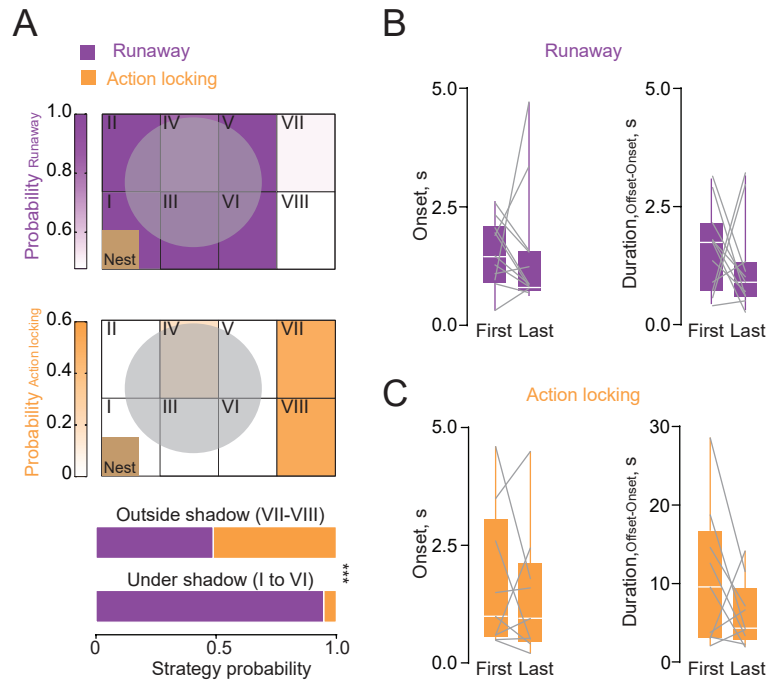 A
Runaway
Action locking
Probability Runaway
1.0
0.8
0.6
II
IV
V
VII
I
III
VI
VIII
Nest
Probability Action locking
0.6
0.4
0.2
0
II
IV
V
VII
I
III
VI
VIII
Nest
Outside shadow (VII-VIII)
Under shadow (I to VI)
***
0
0.5
1.0
Strategy probability
B
Runaway
Onset, s
5.0
2.5
0.0
First Last
Duration,Offset-Onset, s
5.0
2.5
0.0
First Last
C
Action locking
Onset, s
5.0
2.5
0.0
First Last
Duration,Offset-Onset, s
30
20
10
0
First Last